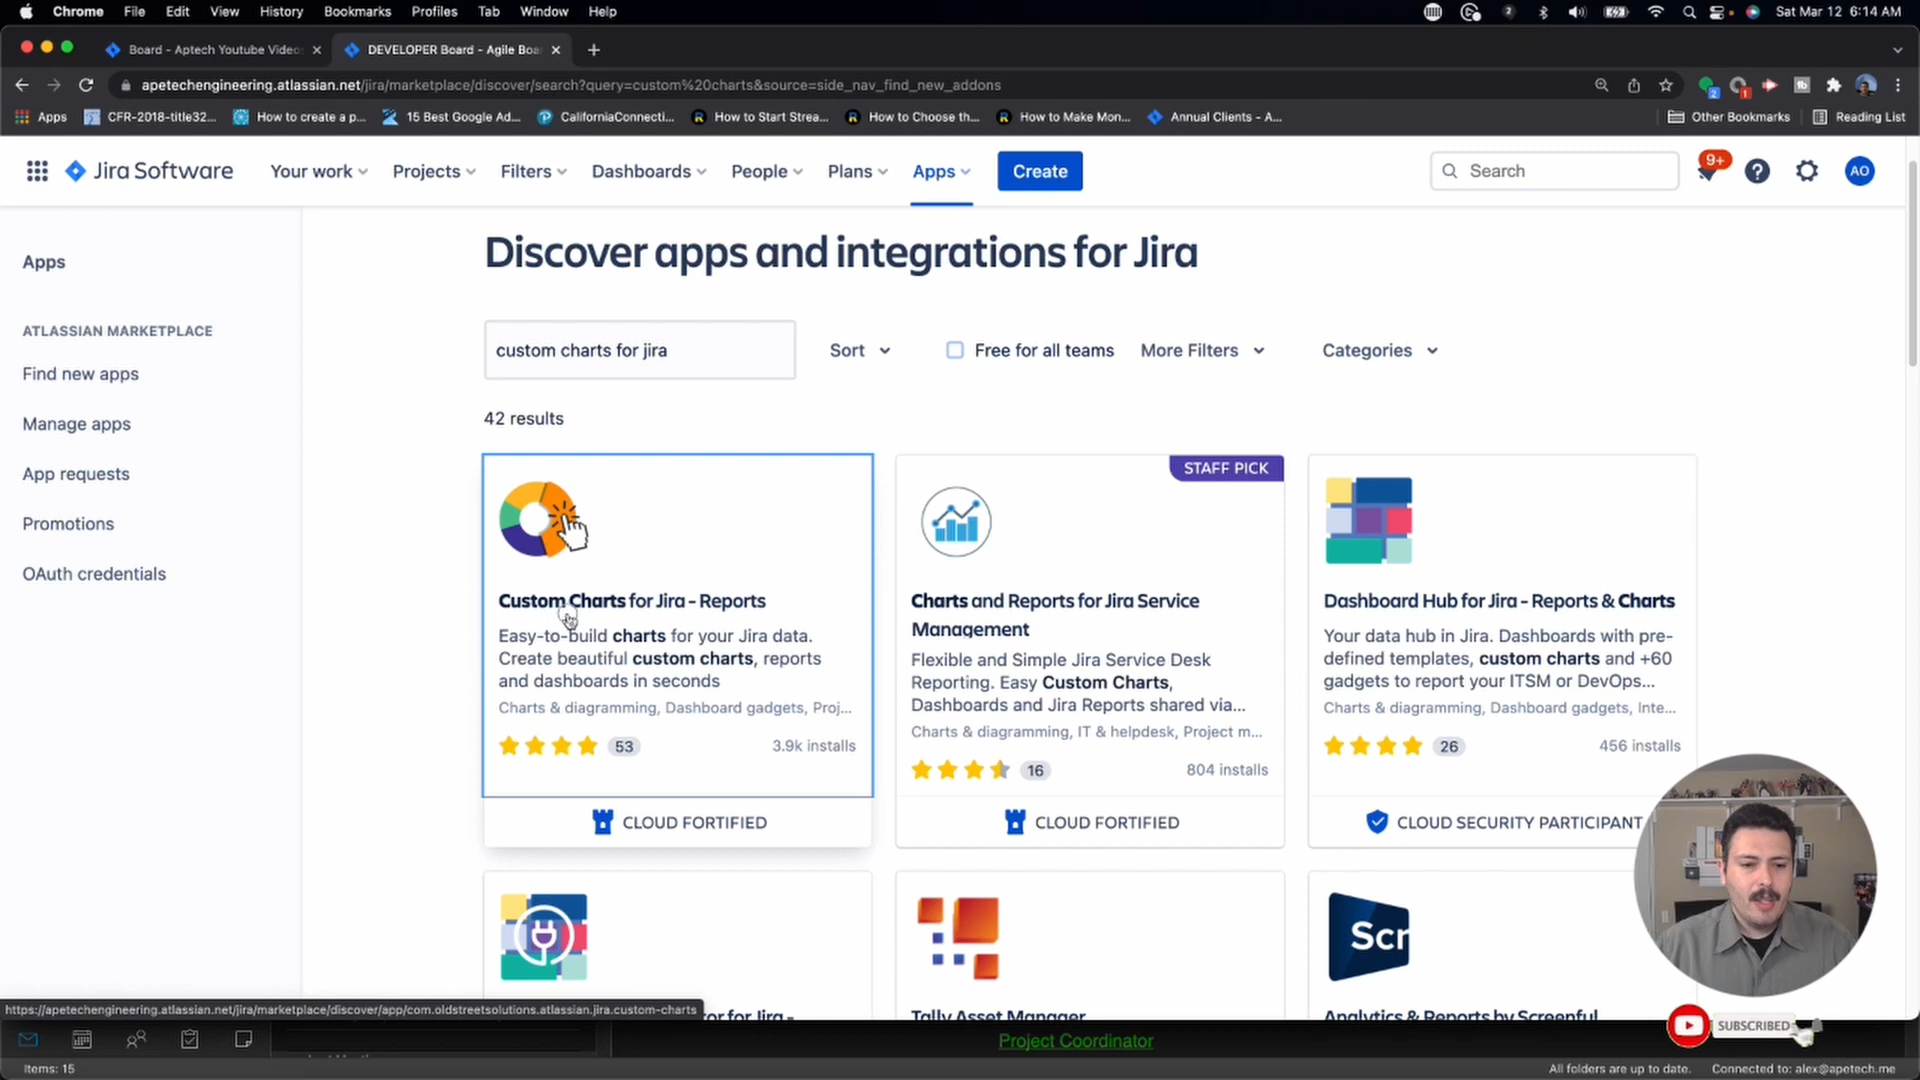 Chrome File Edit View History Bookmarks Profiles Tab Window Help
2
Sat Mar 12 6:14 AM
Board - Aptech Youtube Video
DEVELOPER Board - Agile Boa
apetechengineering.atlassian.net/jira/marketplace/discover/search?query=custom%20charts&source=side_nav_find_new_addons
2
1
Apps
CFR-2018-title32...
How to create a p...
15 Best Google Ad...
CaliforniaConnecti...
How to Start Strea...
How to Choose th...
How to Make Mon...
Annual Clients - A...
Other Bookmarks
Reading List
Jira Software
Your work
Projects
Filters
Dashboards
People
Plans
Apps
Create
Search
9+
AO
Apps
ATLASSIAN MARKETPLACE
Find new apps
Manage apps
App requests
Promotions
OAuth credentials
Discover apps and integrations for Jira
custom charts for jira
Sort
Free for all teams
More Filters
Categories
42 results
Custom Charts for Jira - Reports
Easy-to-build charts for your Jira data.
Create beautiful custom charts, reports
and dashboards in seconds
Charts & diagramming, Dashboard gadgets, Proj...
53
3.9k installs
CLOUD FORTIFIED
STAFF PICK
Charts and Reports for Jira Service
Management
Flexible and Simple Jira Service Desk
Reporting. Easy Custom Charts,
Dashboards and Jira Reports shared via...
Charts & diagramming, IT & helpdesk, Project m...
16
804 installs
CLOUD FORTIFIED
Dashboard Hub for Jira - Reports & Charts
Your data hub in Jira. Dashboards with pre-
defined templates, custom charts and +60
gadgets to report your ITSM or DevOps...
Charts & diagramming, Dashboard gadgets, Inte...
26
456 installs
CLOUD SECURITY PARTICIPANT
Scr
tor for Jira -
Tally Asset Manager
Analytics & Reports by Screenful
https://apetechengineering.atlassian.net/jira/marketplace/discover/app/com.oldstreetsolutions.atlassian.jira.custom-charts
SUBSCRIBED
Project Coordinator
Items: 15
All folders are up to date.
Connected to: alex@apetech.me